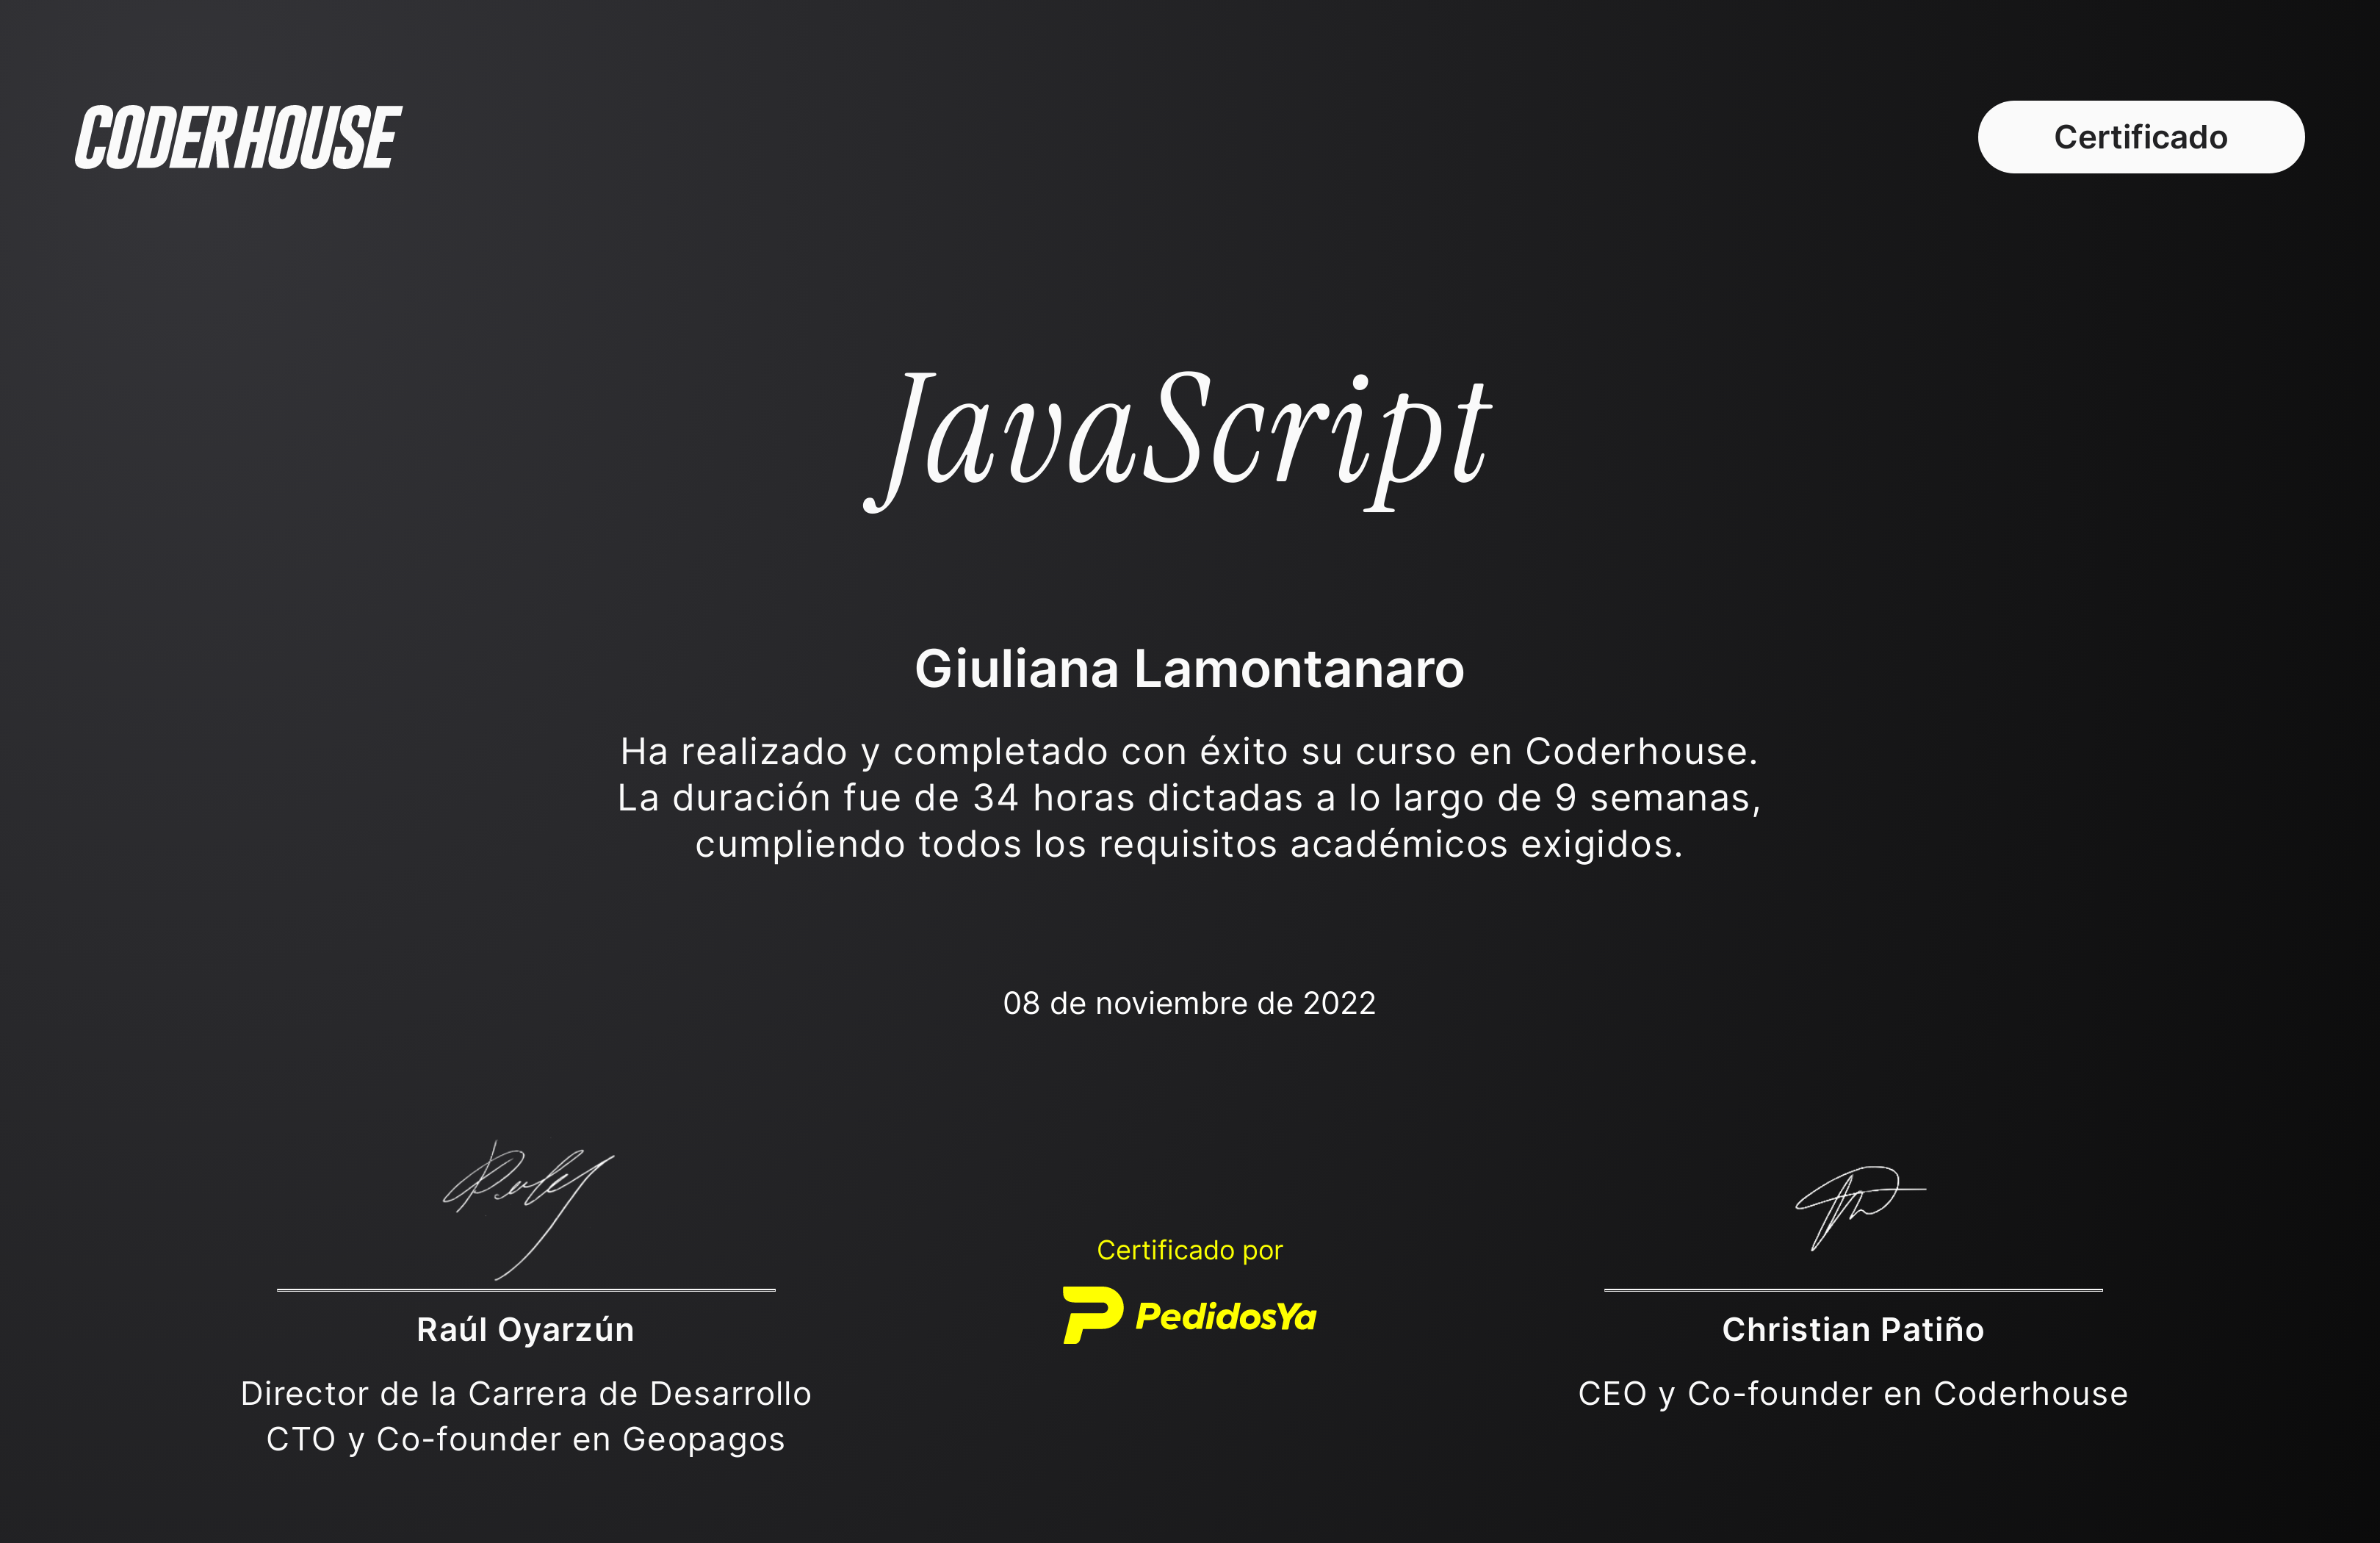 CODERHOUSE
Certificado
JavaScript
Giuliana Lamontanaro
Ha realizado y completado con éxito su curso en Coderhouse.
La duración fue de 34 horas dictadas a lo largo de 9 semanas,
cumpliendo todos los requisitos académicos exigidos.
08 de noviembre de 2022
Raúl Oyarzún
Director de la Carrera de Desarrollo
CTO y Co-founder en Geopagos
Certificado por
PedidosYa
Christian Patiño
CEO y Co-founder en Coderhouse